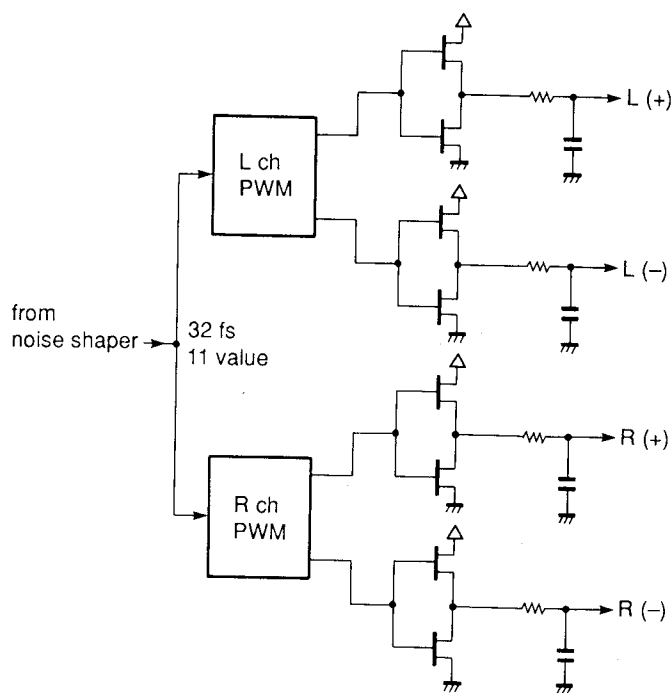 L (+)
L ch
PWM
L (–)
from
noise shaper
32 fs
11 value
R (+)
R ch
PWM
R (–)